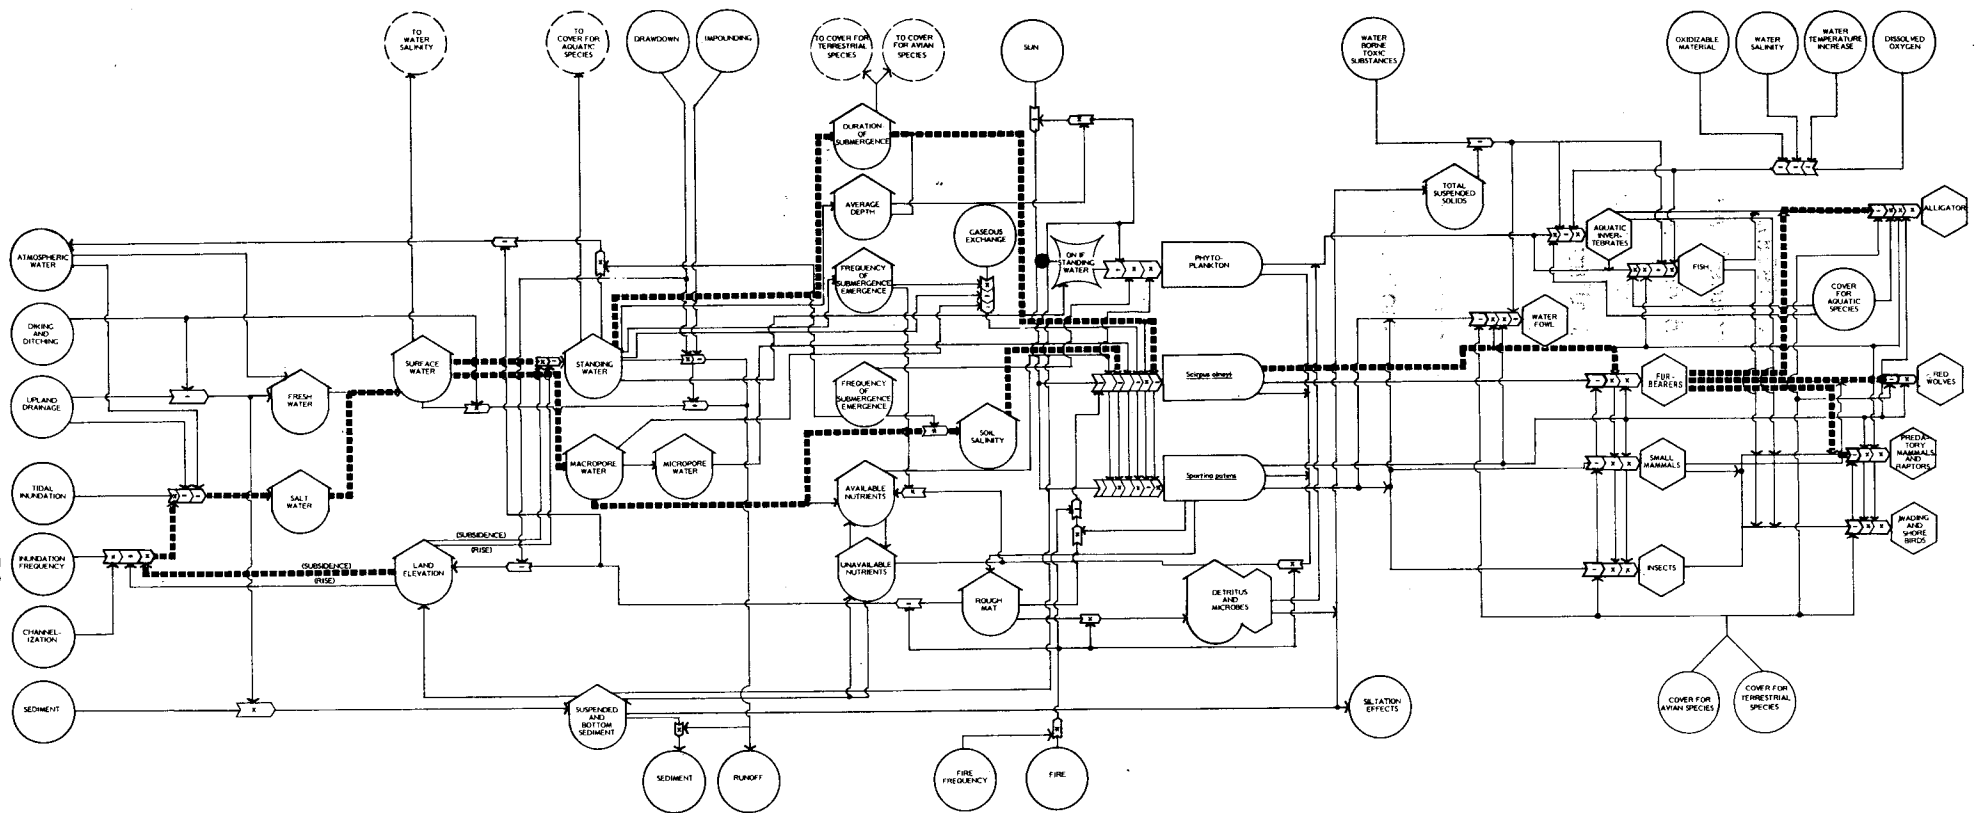 TO
WATER
SALINITY
TO
COVER FOR
AQUATIC
SPECIES
DRAWDOWN
IMPOUNDING
TO COVER FOR
TERRESTRIAL
SPECIES
TO COVER
FOR AVIAN
SPECIES
SUN
WATER
BORNE
TOXIC
SUBSTANCES
OXIDIZABLE
MATERIAL
WATER
SALINITY
WATER
TEMPERATURE
INCREASE
DISSOLVED
OXYGEN
DURATION
OF
SUBMERGENCE
AVERAGE
DEPTH
GASEOUS
EXCHANGE
TOTAL
SUSPENDED
SOLIDS
ALLIGATOR
ATMOSPHERIC
WATER
FREQUENCY
OF
SUBMERGENCE
EMERGENCE
ON IF
STANDING
WATER
PHYTO-
PLANKTON
AQUATIC
INVER-
TEBRATES
FISH
COVER
FOR
AQUATIC
SPECIES
DIKING
AND
DITCHING
SURFACE
WATER
STANDING
WATER
WATER
FOWL
UPLAND
DRAINAGE
FRESH
WATER
FREQUENCY
OF
SUBMERGENCE
EMERGENCE
Scirpus olneyi
FUR-
BEARERS
RED
WOLVES
SOIL
SALINITY
TIDAL
INUNDATION
SALT
WATER
MACROPORE
WATER
MICROPORE
WATER
AVAILABLE
NUTRIENTS
Spartina patens
SMALL
MAMMALS
PREDA-
TORY
MAMMALS
AND
RAPTORS
WADING
AND
SHORE
BIRDS
INUNDATION
FREQUENCY
(SUBSIDENCE)
(RISE)
(SUBSIDENCE)
(RISE)
LAND
ELEVATION
UNAVAILABLE
NUTRIENTS
ROUGH
MAT
DETRITUS
AND
MICROBES
INSECTS
CHANNEL-
IZATION
SEDIMENT
SUSPENDED
AND
BOTTOM
SEDIMENT
SILTATION
EFFECTS
COVER FOR
AVIAN SPECIES
COVER FOR
TERRESTRIAL
SPECIES
SEDIMENT
RUNOFF
FIRE
FREQUENCY
FIRE